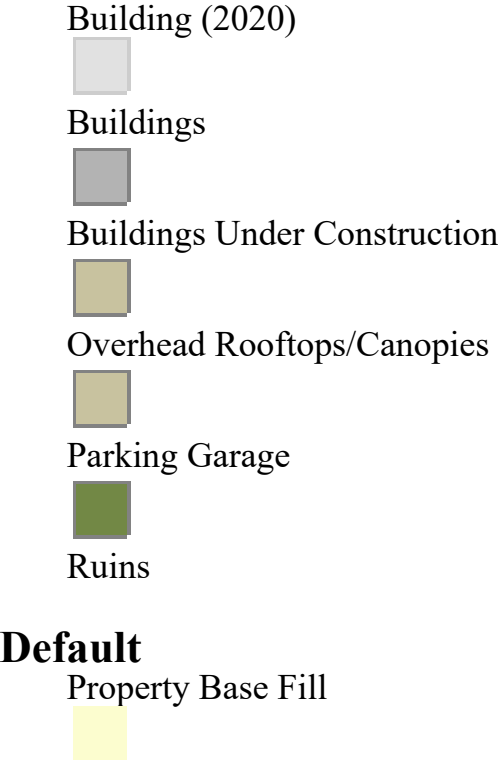 Building (2020)
Buildings
Buildings Under Construction
Overhead Rooftops/Canopies
Parking Garage
Ruins
Default
Property Base Fill